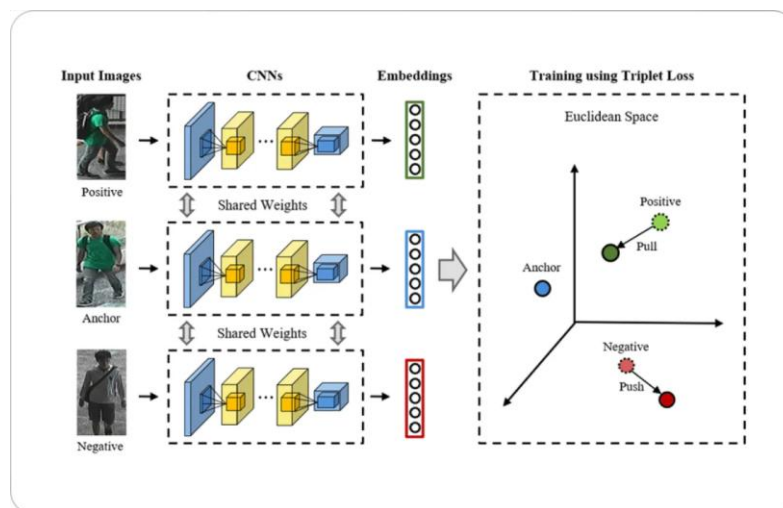 Input Images
CNNs
Embeddings
Training using Triplet Loss
Positive
Shared Weights
Anchor
Shared Weights
Negative
Euclidean Space
Positive
Pull
Anchor
Negative
Push